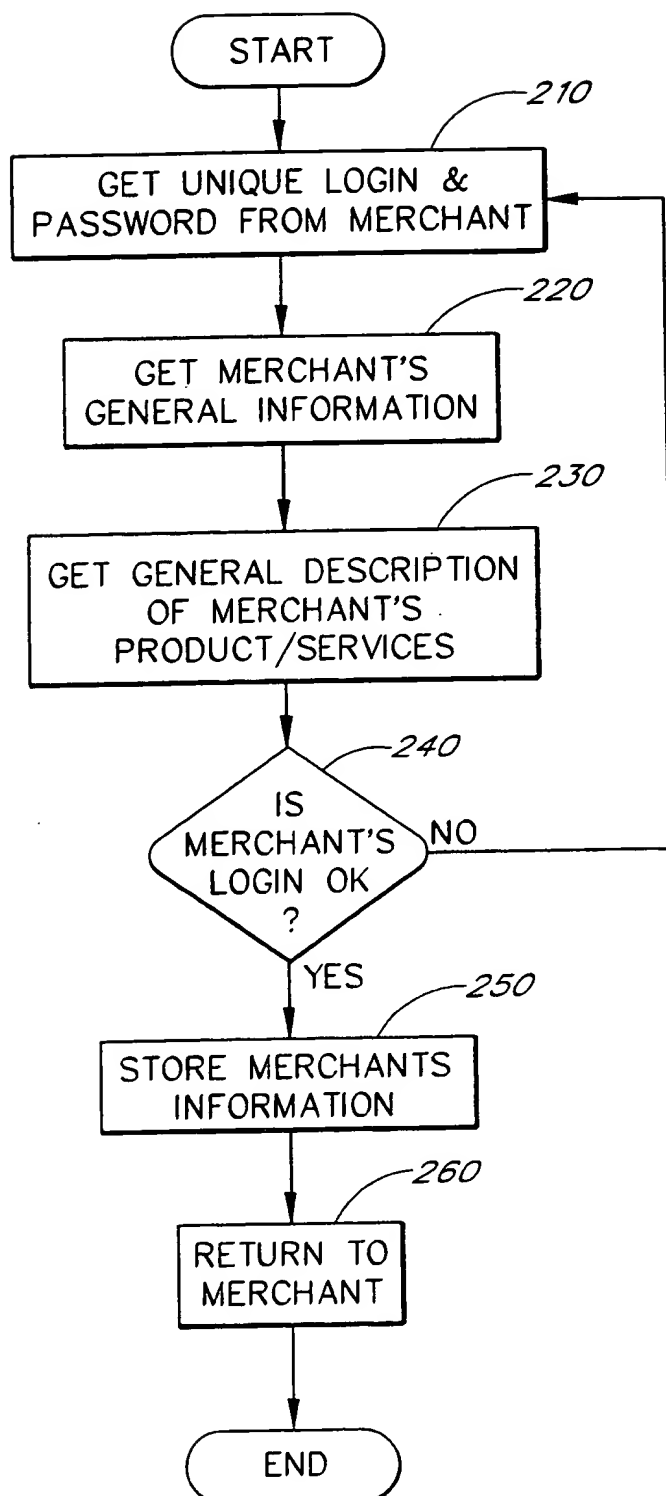 START
210
GET UNIQUE LOGIN &
PASSWORD FROM MERCHANT
220
GET MERCHANT'S
GENERAL INFORMATION
230
GET GENERAL DESCRIPTION
OF MERCHANT'S
PRODUCT/SERVICES
240
IS
MERCHANT'S
LOGIN OK
?
NO
YES
250
STORE MERCHANTS
INFORMATION
260
RETURN TO
MERCHANT
END